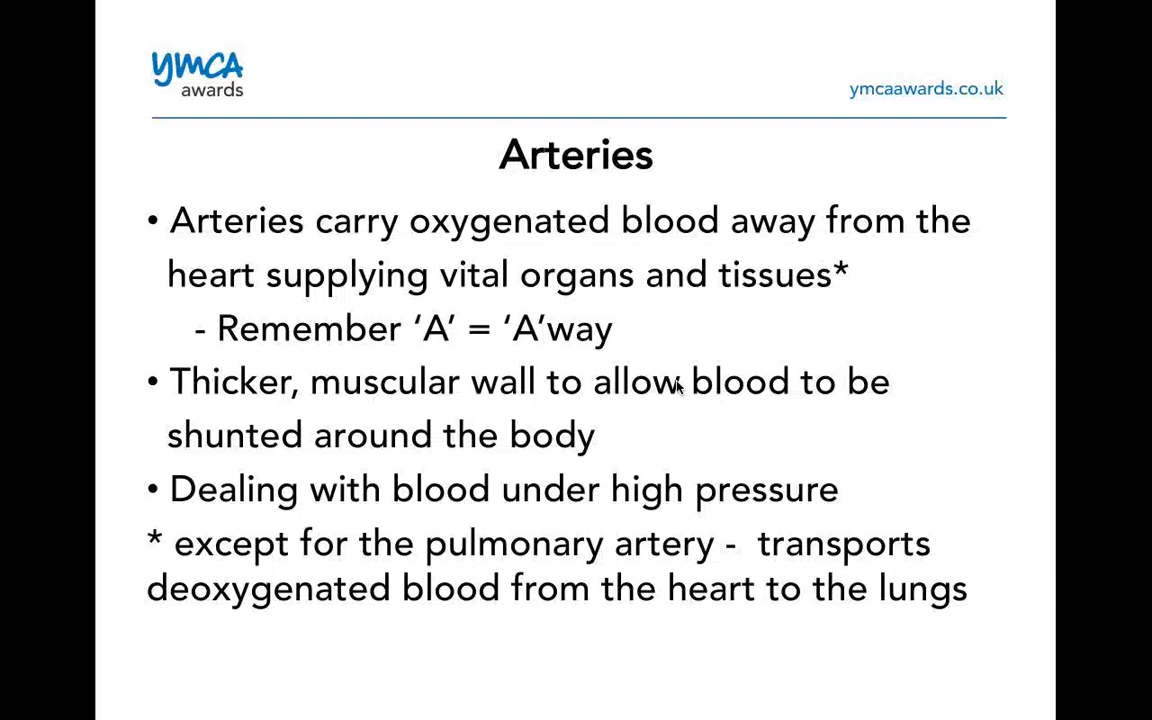 ymca
awards
ymcaawards.co.uk
Arteries
• Arteries carry oxygenated blood away from the
heart supplying vital organs and tissues*
- Remember ‘A’ = ‘A’way
• Thicker, muscular wall to allow blood to be
shunted around the body
• Dealing with blood under high pressure
* except for the pulmonary artery - transports
deoxygenated blood from the heart to the lungs